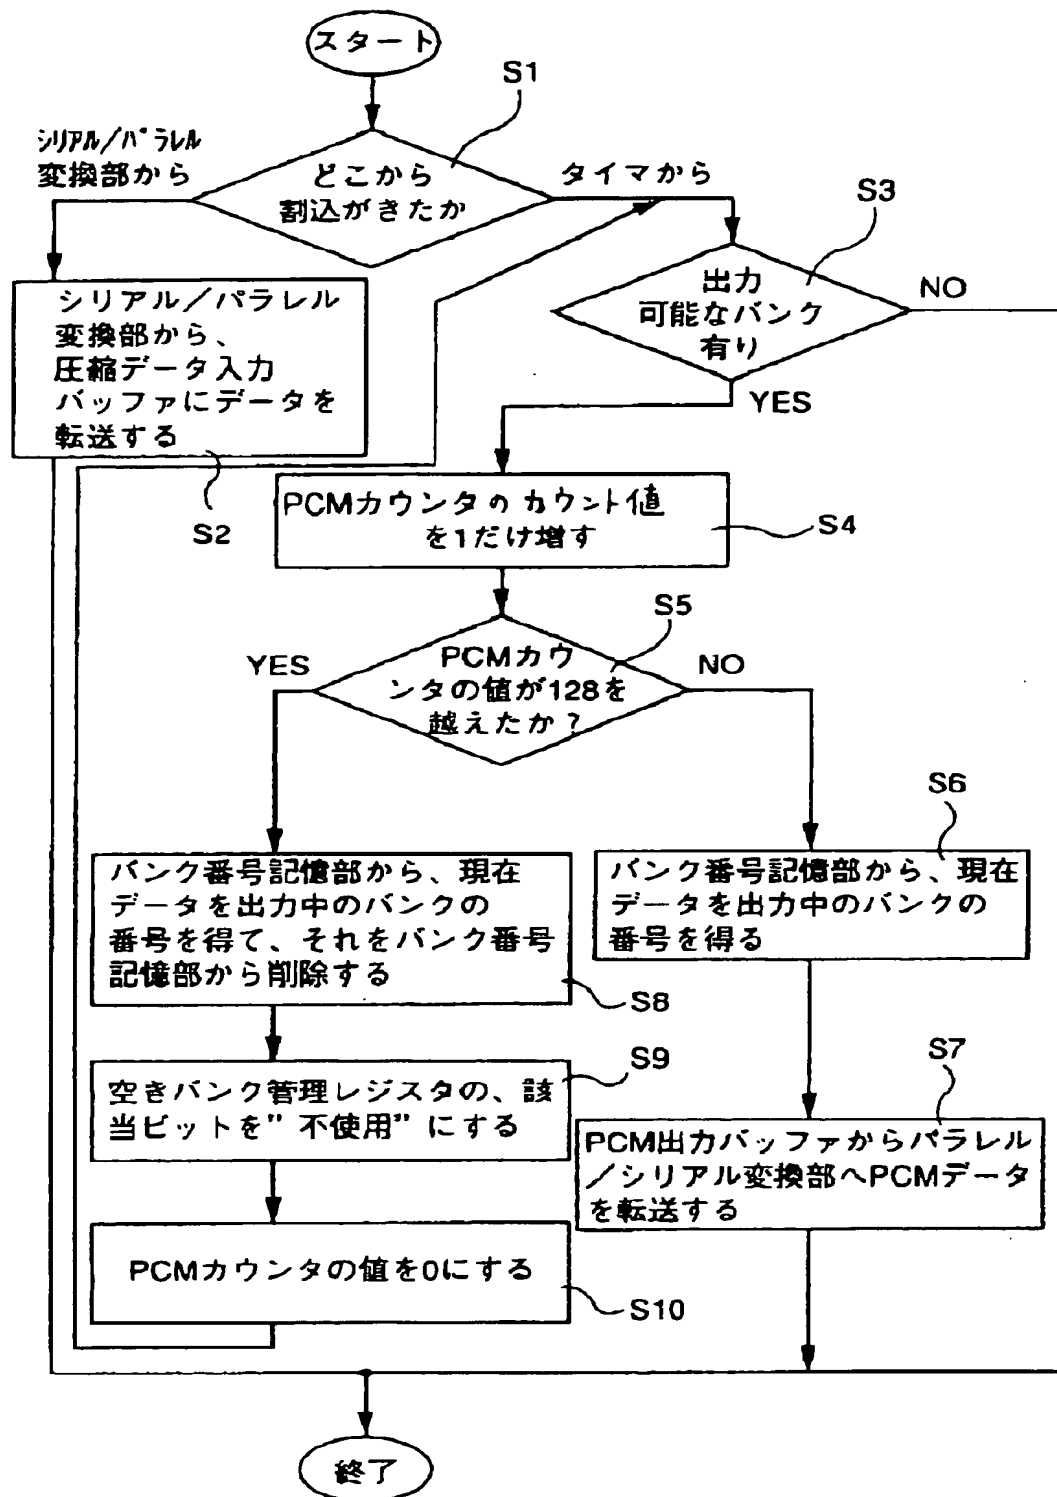 スタート
S1
シリアル／パラレル
変換部から
どこから
割込がきたか
タイマから
S3
出力
可能なバンク
有り
NO
YES
シリアル／パラレル
変換部から、
圧縮データ入力
バッファにデータを
転送する
S2
PCMカウンタのカウント値
を1だけ増す
S4
S5
PCMカウ
ンタの値が128を
越えたか？
YES
NO
S6
バンク番号記憶部から、現在
データを出力中のバンクの
番号を得て、それをバンク番号
記憶部から削除する
S8
バンク番号記憶部から、現在
データを出力中のバンクの
番号を得る
S9
空きバンク管理レジスタの、該
当ビットを”不使用”にする
S7
PCM出力バッファからパラレル
／シリアル変換部へPCMデータ
を転送する
PCMカウンタの値を0にする
S10
終了